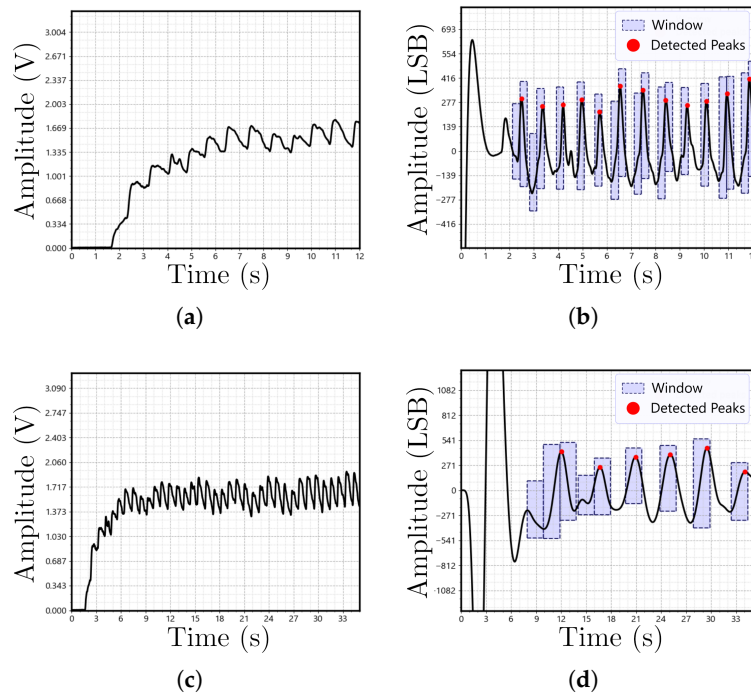 Amplitude (V)
3.004
2.671
2.337
2.003
1.669
1.335
1.001
0.668
0.334
0.000
0 1 2 3 4 5 6 7 8 9 10 11 12
Time (s)
(a)
Amplitude (LSB)
693
554
416
277
139
0
-139
-277
-416
Window
Detected Peaks
0 1 2 3 4 5 6 7 8 9 10 11 1
Time (s)
(b)
Amplitude (V)
3.090
2.747
2.403
2.060
1.717
1.373
1.030
0.687
0.343
0.000
0 3 6 9 12 15 18 21 24 27 30 33
Time (s)
(c)
Amplitude (LSB)
1082
812
541
271
0
-271
-541
-812
-1082
Window
Detected Peaks
0 3 6 9 12 15 18 21 24 27 30 33
Time (s)
(d)